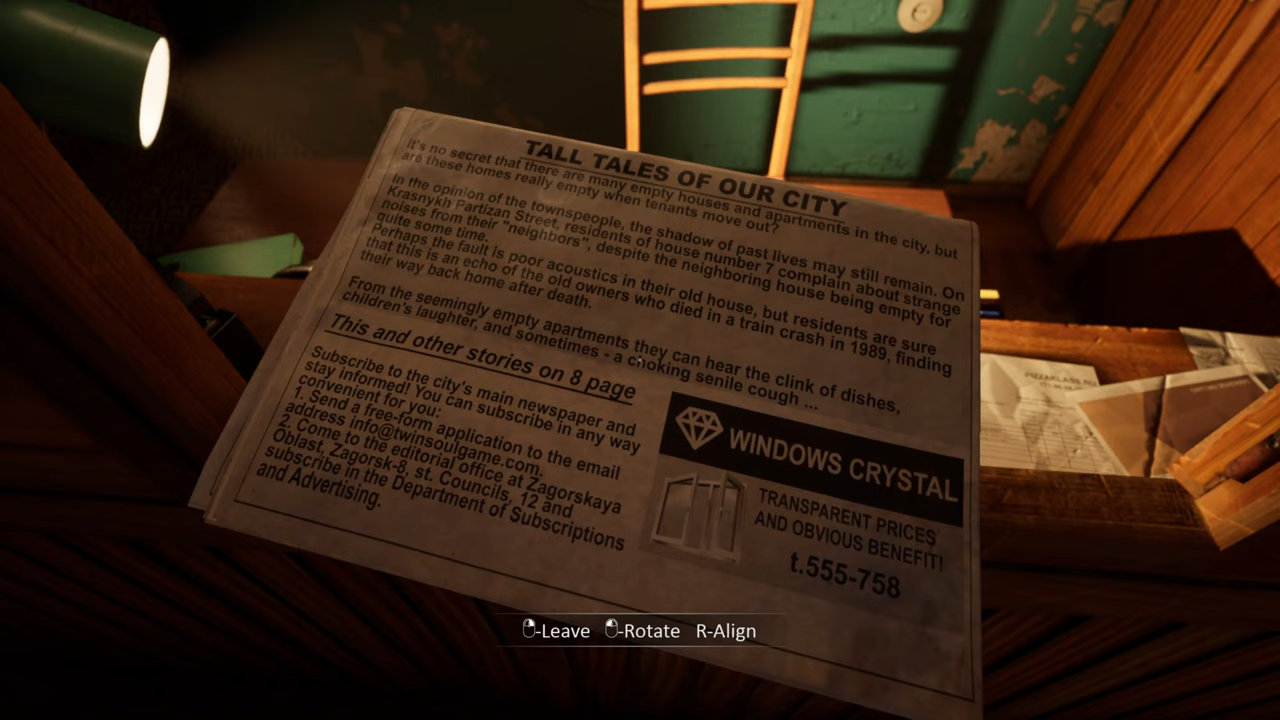 TALL TALES OF OUR CITY
It's no secret that there are many empty houses and apartments in the city, but
are these homes really empty when tenants move out?
In the opinion of the townspeople, the shadow of past lives may still remain. On
Krasnykh Partizan Street, residents of house number 7 complain about strange
noises from their "neighbors", despite the neighboring house being empty for
quite some time.
Perhaps the fault is poor acoustics in their old house, but residents are sure
that this is an echo of the old owners who died in a train crash in 1989, finding
their way back home after death.
From the seemingly empty apartments they can hear the clink of dishes,
children's laughter, and sometimes - a choking senile cough ...
This and other stories on 8 page
Subscribe to the city's main newspaper and
stay informed! You can subscribe in any way
convenient for you:
1. Send a free-form application to the email
address info@twinsoulgame.com.
2. Come to the editorial office at Zagorskaya
Oblast, Zagorsk-8, st. Councils, 12 and
subscribe in the Department of Subscriptions
and Advertising.
WINDOWS CRYSTAL
TRANSPARENT PRICES
AND OBVIOUS BENEFIT!
t.555-758
PIZZAKLASS.RU
-Leave -Rotate R-Align